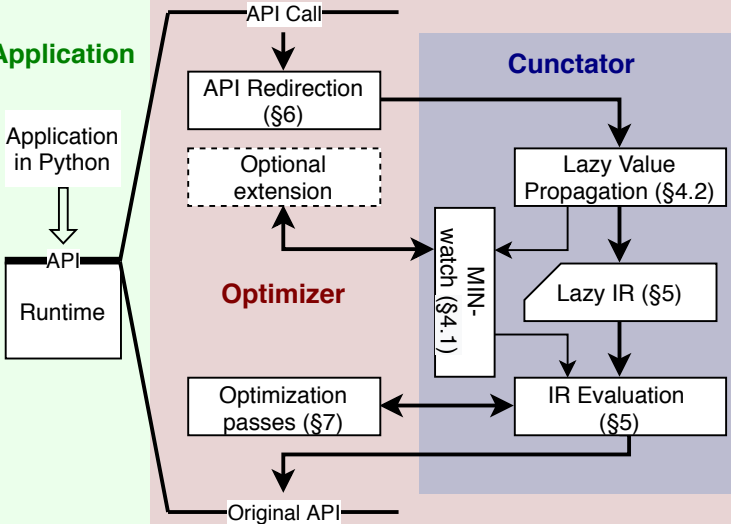 API Call
Application
Cunctator
API Redirection
(§6)
Application
in Python
Optional
extension
Lazy Value
Propagation (§4.2)
MIN-
watch (§4.1)
API
Runtime
Optimizer
Lazy IR (§5)
Optimization
passes (§7)
IR Evaluation
(§5)
Original API